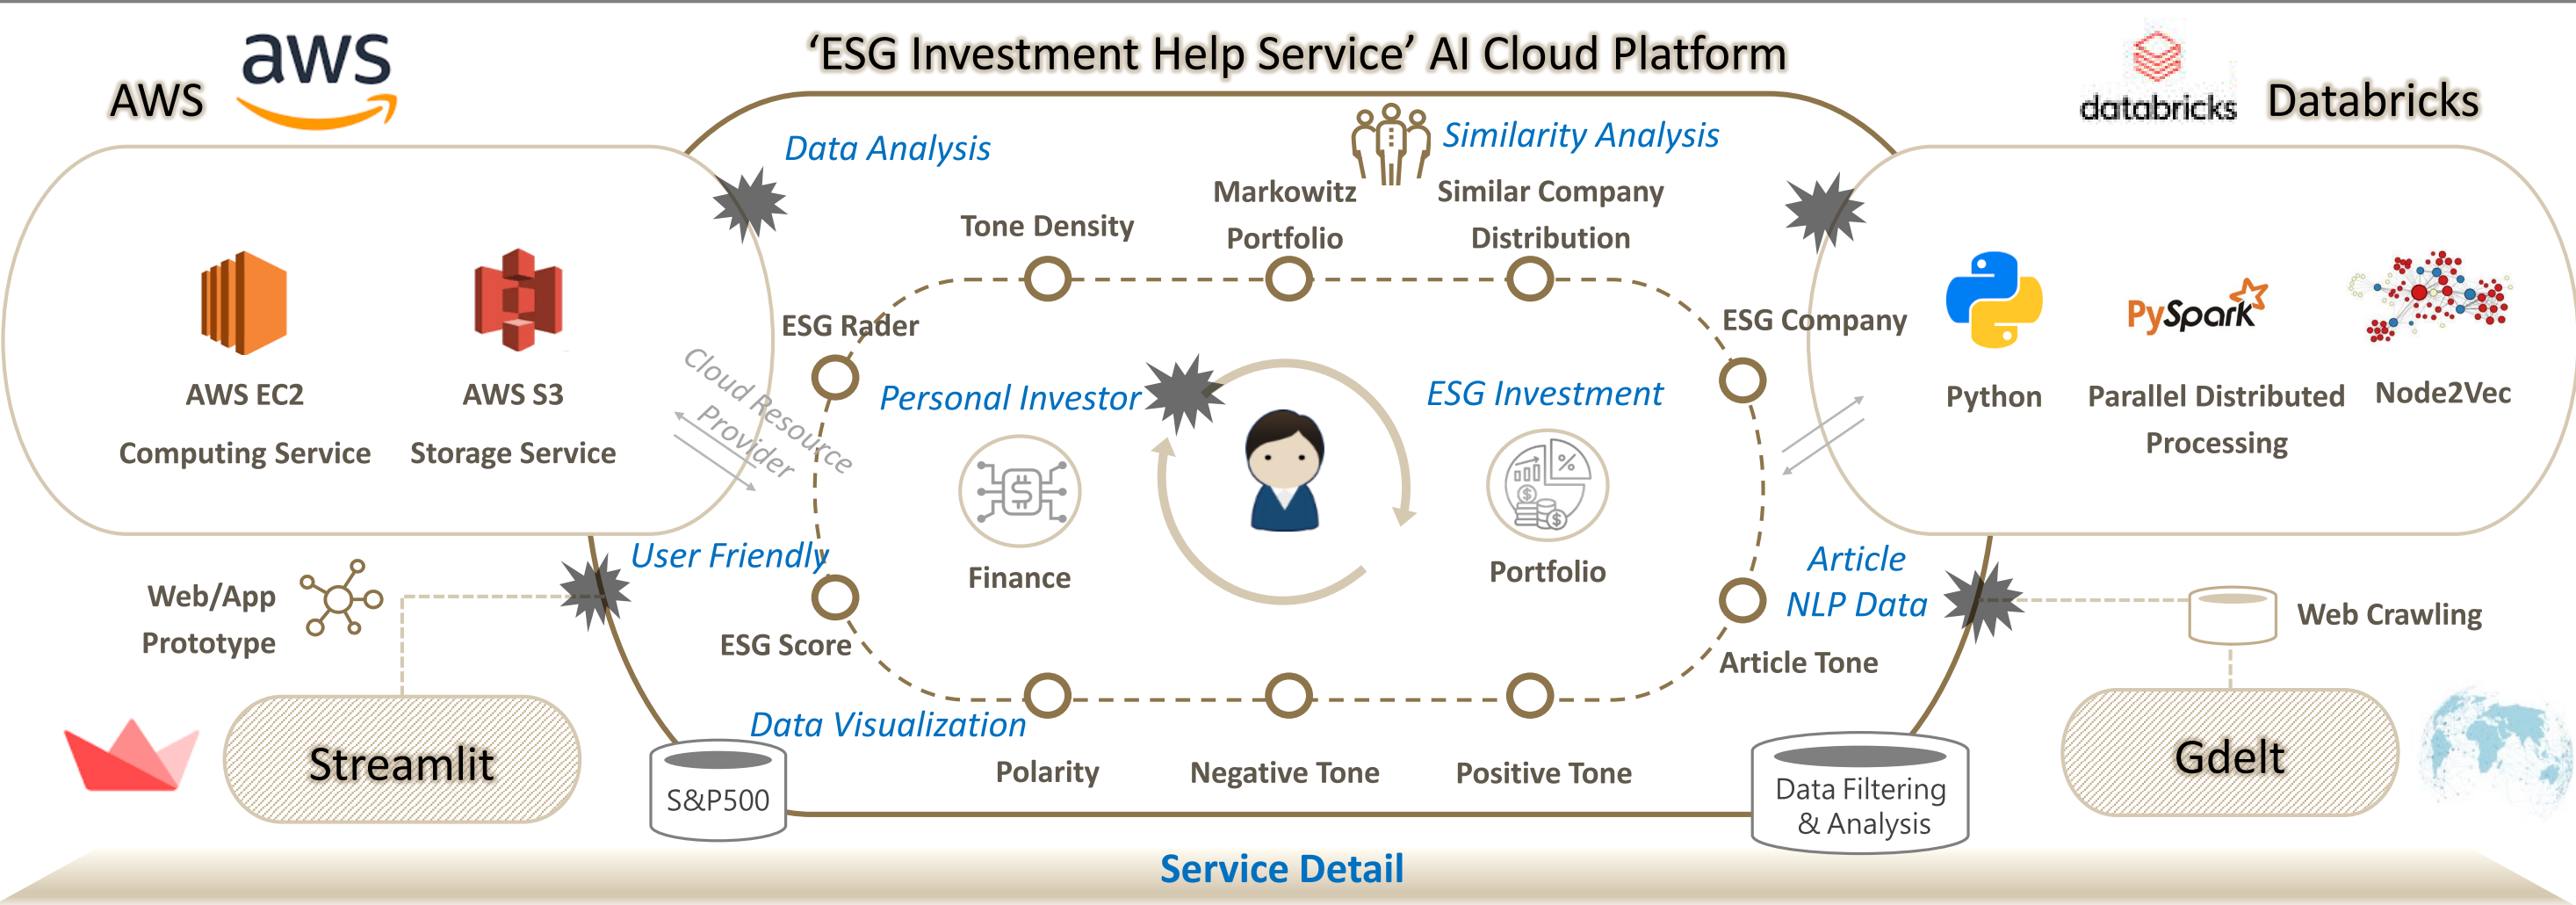 ‘ESG Investment Help Service’ AI Cloud Platform
AWS
aws
databricks
Databricks
Data Analysis
Similarity Analysis
Tone Density
Markowitz
Portfolio
Similar Company
Distribution
ESG Rader
ESG Company
AWS EC2
Computing Service
AWS S3
Storage Service
Cloud Resource
Provider
Personal Investor
ESG Investment
Finance
Portfolio
Python
PySpark
Parallel Distributed
Processing
Node2Vec
User Friendly
ESG Score
Article
NLP Data
Article Tone
Web/App
Prototype
Web Crawling
Streamlit
Data Visualization
S&P500
Polarity
Negative Tone
Positive Tone
Data Filtering
& Analysis
Gdelt
Service Detail